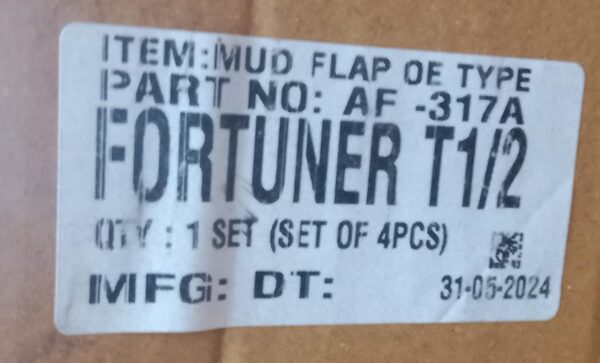 ITEM:MUD FLAP OE TYPE
PART NO: AF -317A
FORTUNER T1/2
QTY : 1 SET (SET OF 4PCS)
MFG: DT: 31-05-2024